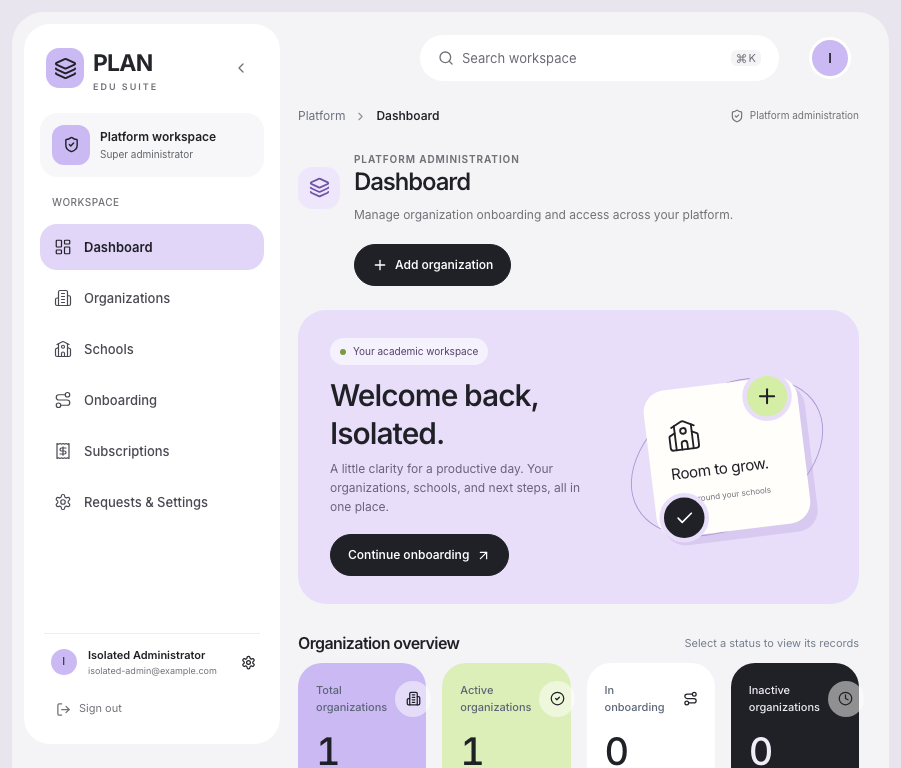 PLAN
EDU SUITE
Platform workspace
Super administrator
WORKSPACE
Dashboard
Organizations
Schools
Onboarding
Subscriptions
Requests & Settings
I
Isolated Administrator
isolated-admin@example.com
Sign out
Search workspace
⌘K
I
Platform
Dashboard
Platform administration
PLATFORM ADMINISTRATION
Dashboard
Manage organization onboarding and access across your platform.
Add organization
Your academic workspace
Welcome back,
Isolated.
A little clarity for a productive day. Your
organizations, schools, and next steps, all in
one place.
Continue onboarding
Room to grow.
your schools
Organization overview
Select a status to view its records
Total
organizations
1
Active
organizations
1
In
onboarding
0
Inactive
organizations
0